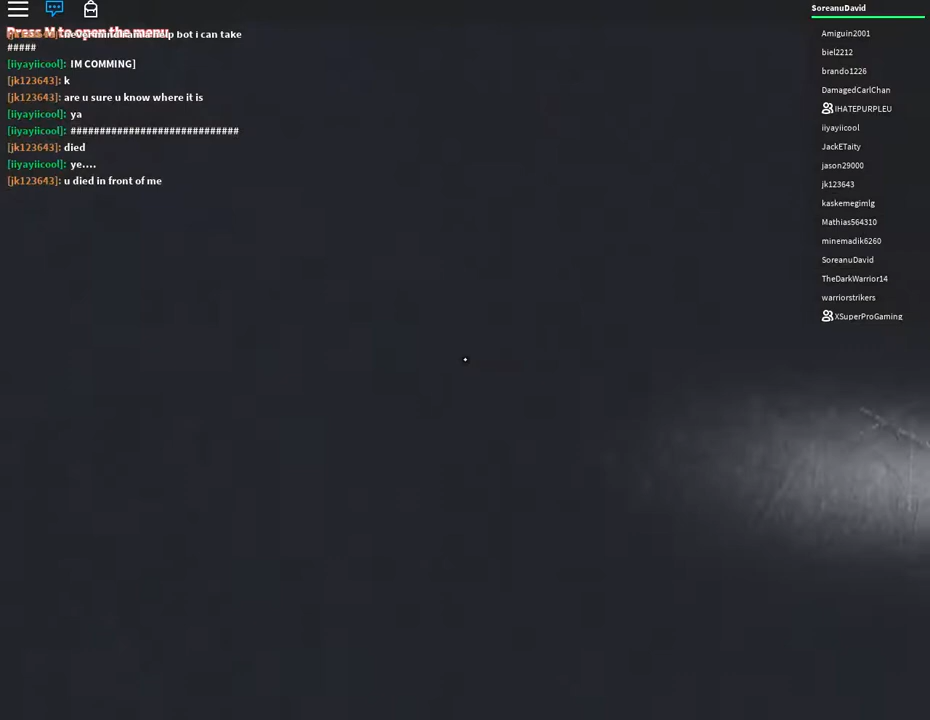 SoreanuDavid
Press M to open the menu
bot i can take
#####
[iiyayiicool]: IM COMMING]
[jk123643]: k
[jk123643]: are u sure u know where it is
[iiyayiicool]: ya
[iiyayiicool]: #############################
[jk123643]: died
[iiyayiicool]: ye....
[jk123643]: u died in front of me
Amiguin2001
biel2212
brando1226
DamagedCarlChan
IHATEPURPLEU
iiyayiicool
JackETaity
jason29000
jk123643
kaskemegimlg
Mathias564310
minemadik6260
SoreanuDavid
TheDarkWarrior14
warriorstrikers
XSuperProGaming